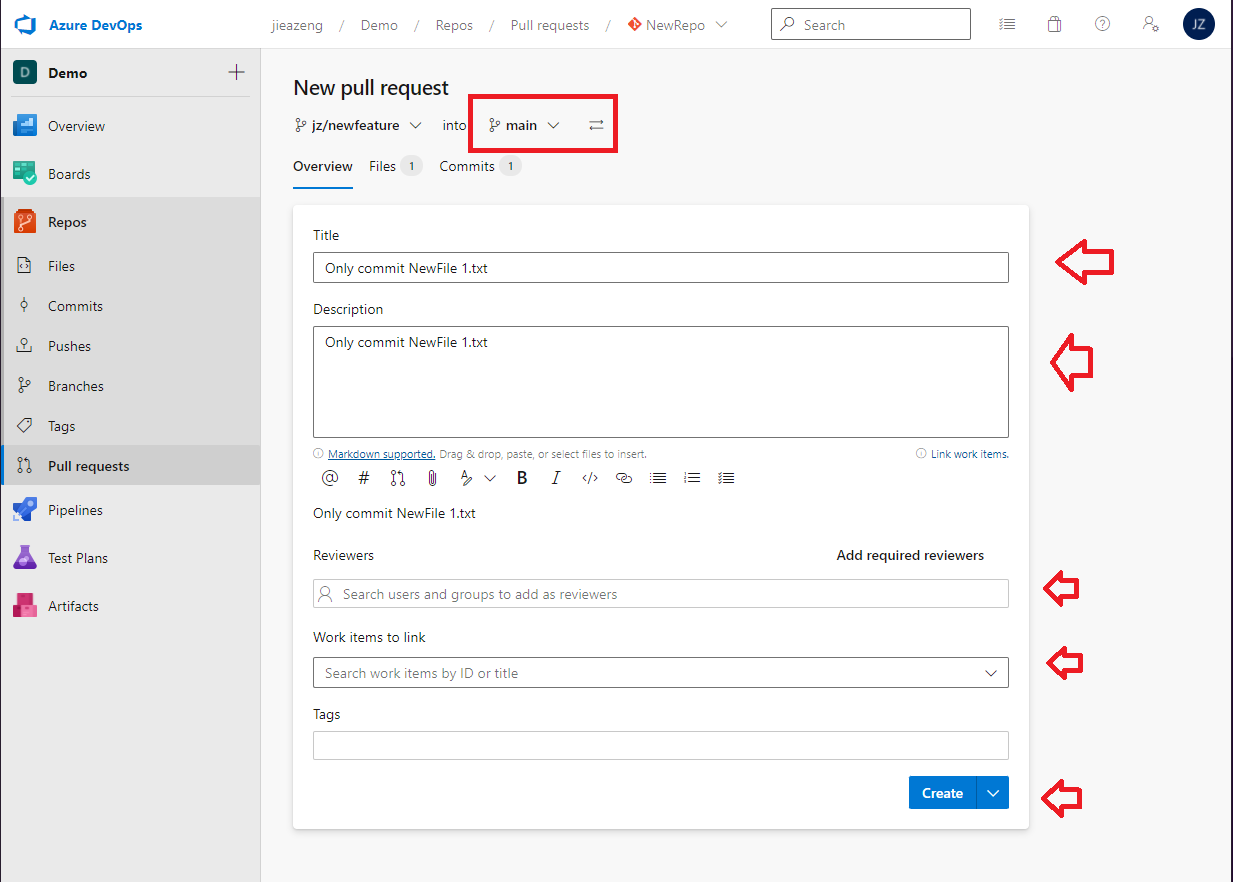 Azure DevOps
jieazeng / Demo / Repos / Pull requests / NewRepo
Search
JZ
D Demo
Overview
Boards
Repos
Files
Commits
Pushes
Branches
Tags
Pull requests
Pipelines
Test Plans
Artifacts
New pull request
jz/newfeature into main
Overview Files 1 Commits 1
Title
Only commit NewFile 1.txt
Description
Only commit NewFile 1.txt
Markdown supported. Drag & drop, paste, or select files to insert. Link work items.
@ # B I </>
Only commit NewFile 1.txt
Reviewers Add required reviewers
Search users and groups to add as reviewers
Work items to link
Search work items by ID or title
Tags
Create